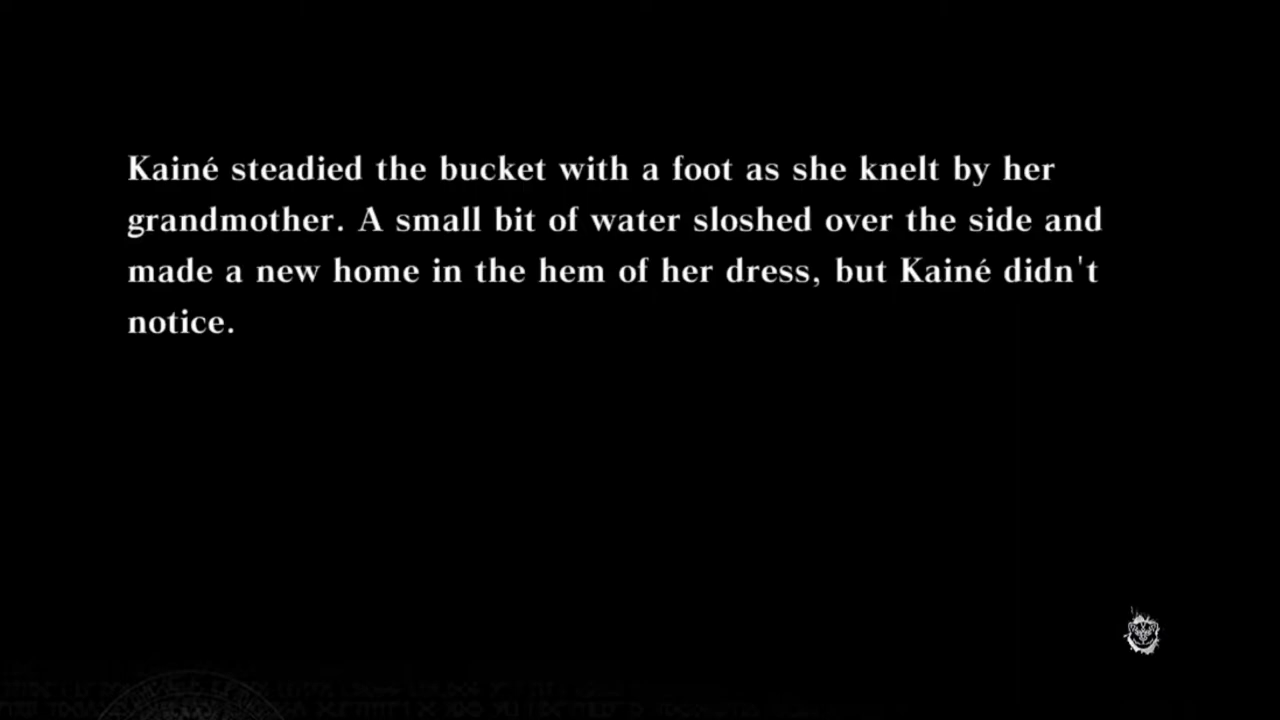 Kainé steadied the bucket with a foot as she knelt by her
grandmother. A small bit of water sloshed over the side and
made a new home in the hem of her dress, but Kainé didn't
notice.